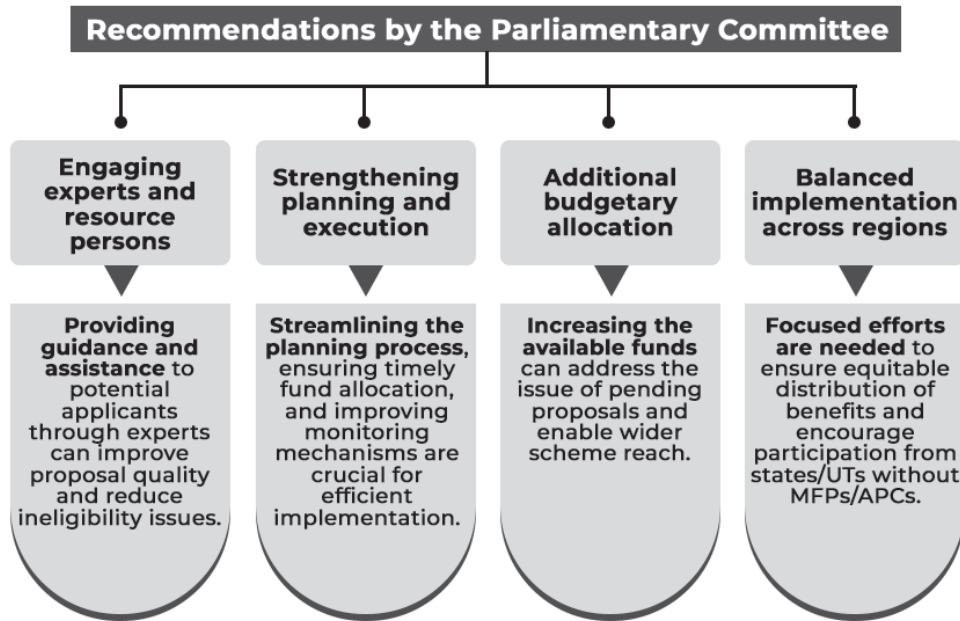 Recommendations by the Parliamentary Committee
Engaging
experts and
resource
persons
Providing
guidance and
assistance to
potential
applicants
through experts
can improve
proposal quality
and reduce
ineligibility issues.
Strengthening
planning and
execution
Streamlining the
planning process,
ensuring timely
fund allocation,
and improving
monitoring
mechanisms are
crucial for
efficient
implementation.
Additional
budgetary
allocation
Increasing the
available funds
can address the
issue of pending
proposals and
enable wider
scheme reach.
Balanced
implementation
across regions
Focused efforts
are needed to
ensure equitable
distribution of
benefits and
encourage
participation from
states/UTs without
MFPs/APCs.